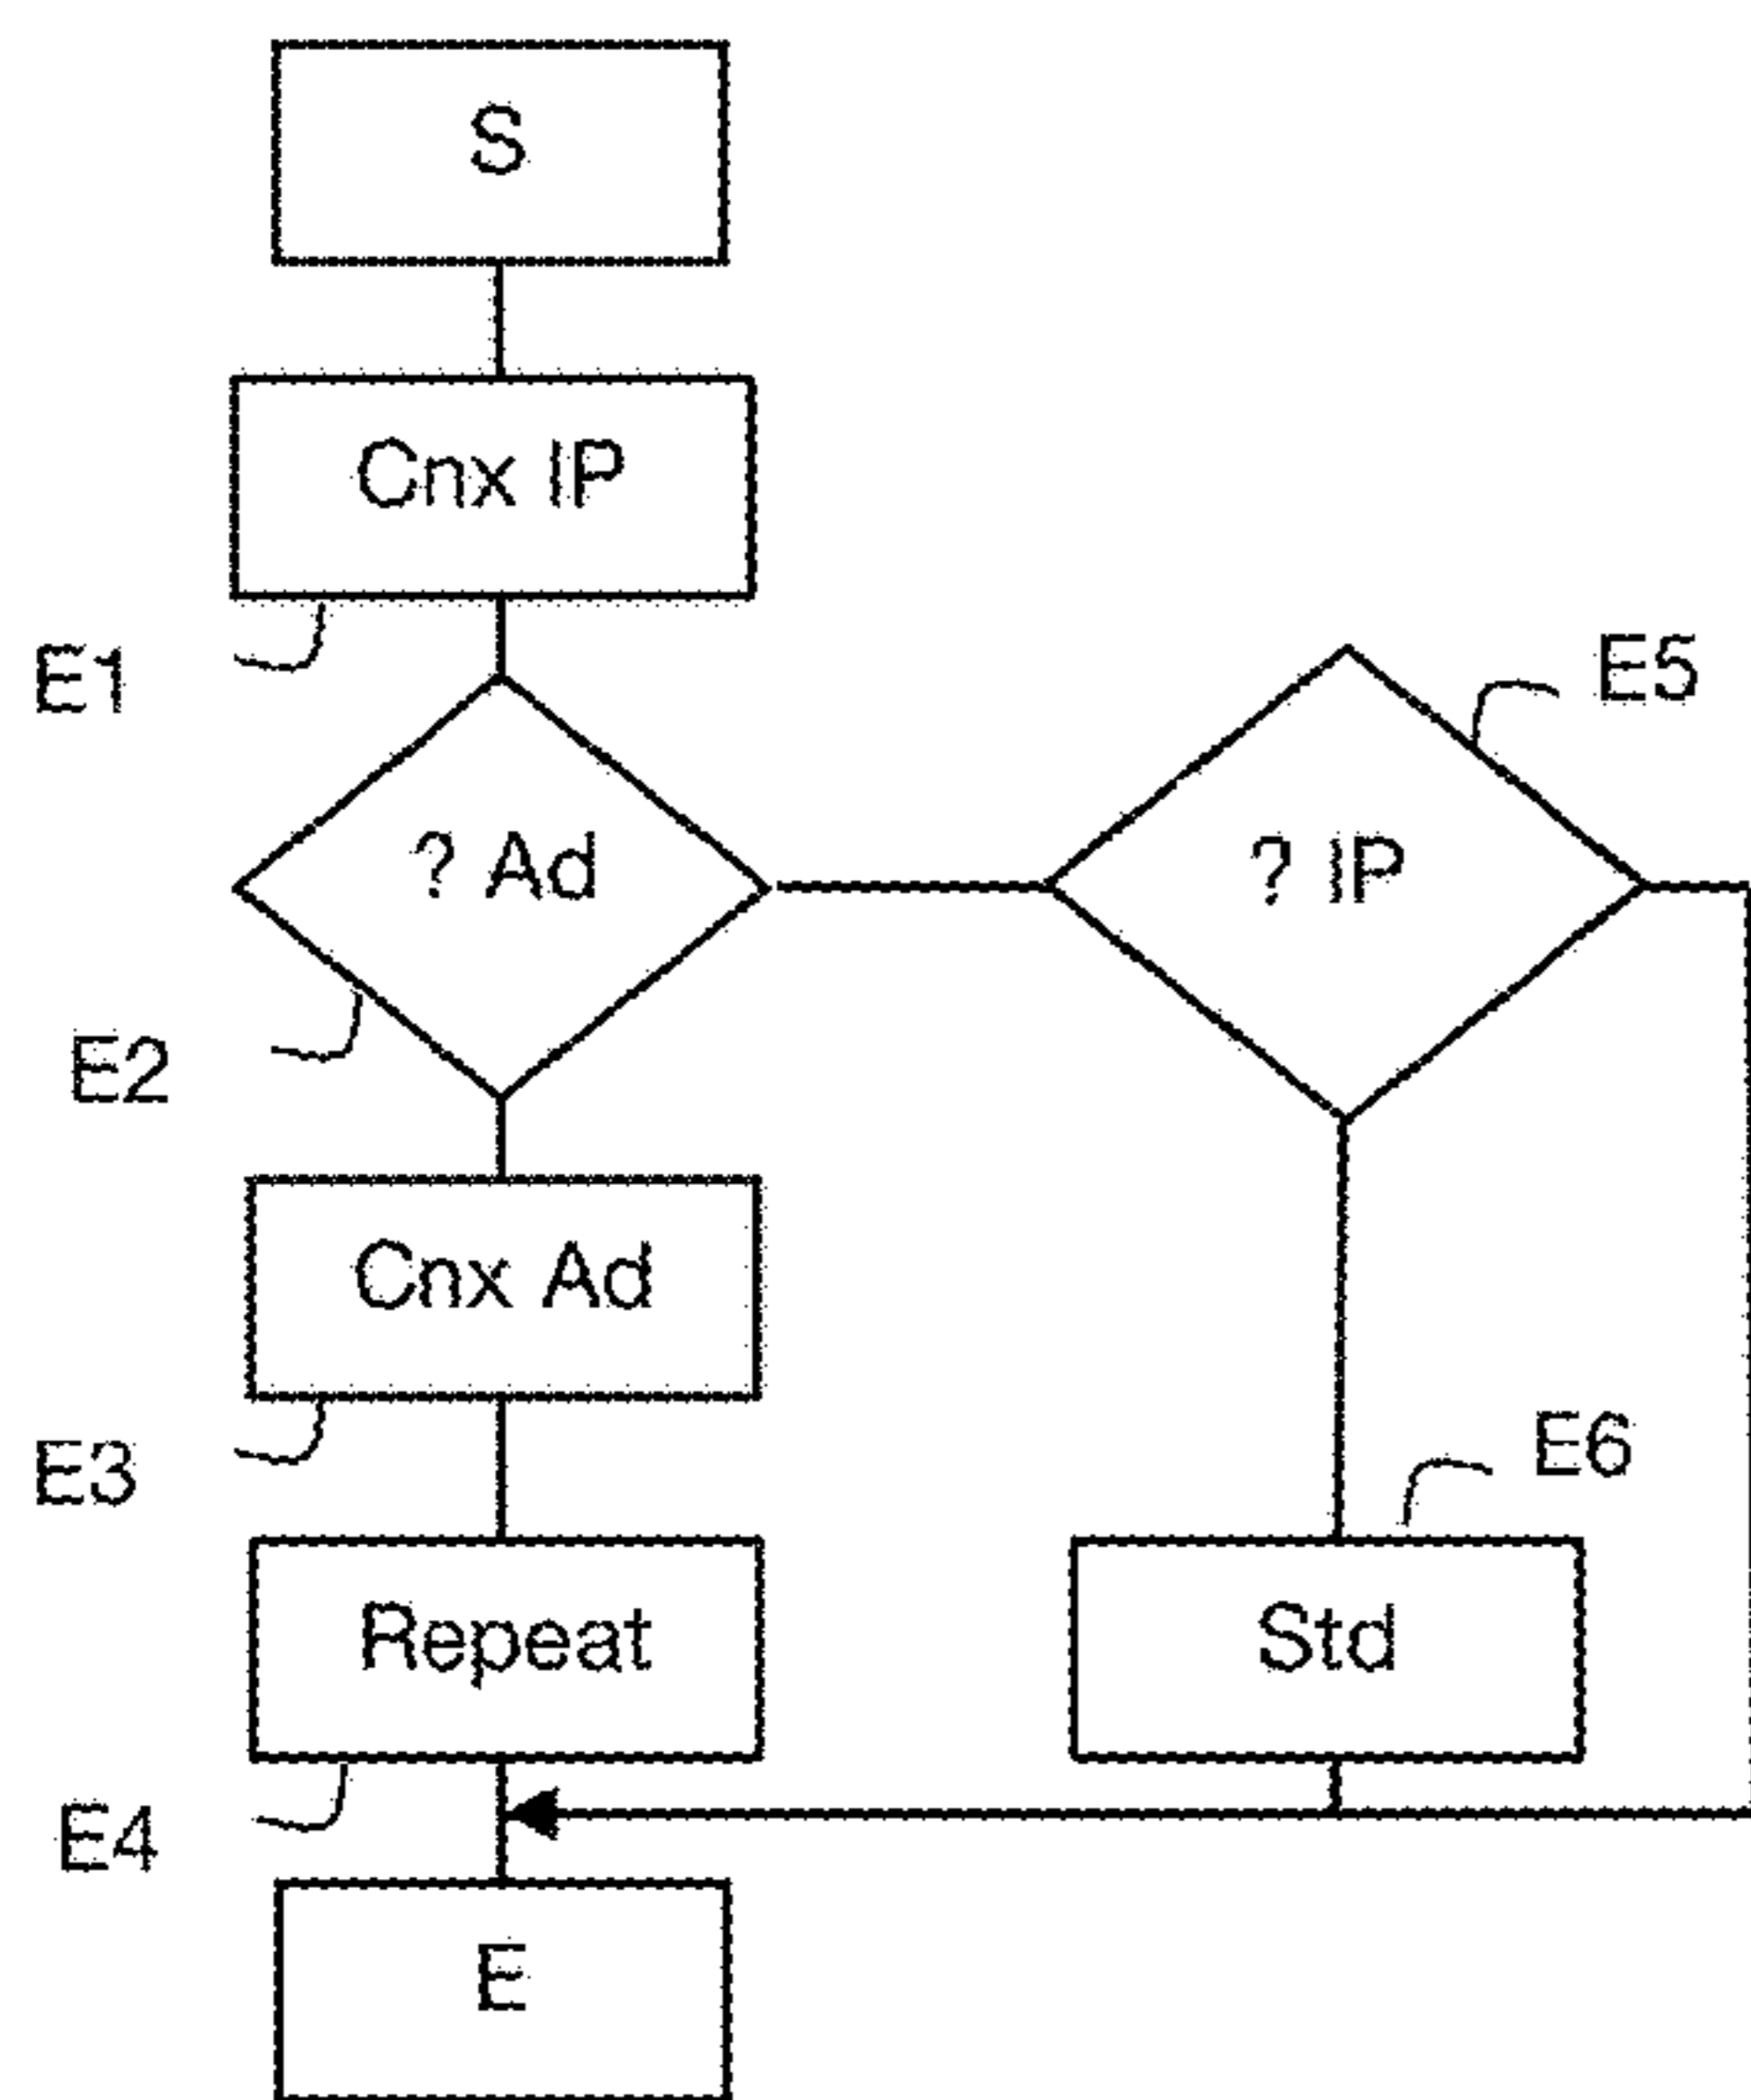 S
Cnx IP
E1
E5
? Ad
? IP
E2
Cnx Ad
E3
E6
Repeat
Std
E4
E